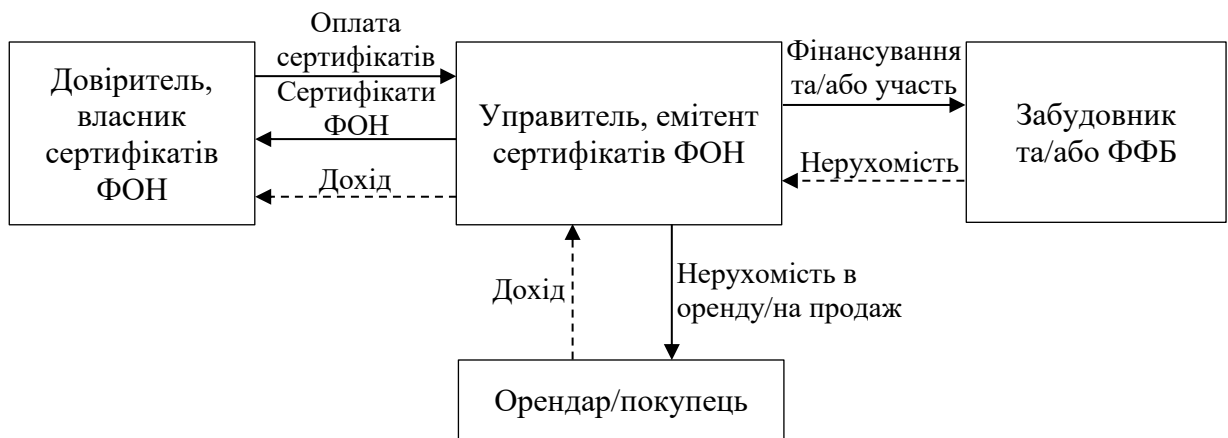 Оплата
сертифікатів
Довіритель,
власник
сертифікатів
ФОН
Сертифікати
ФОН
Дохід
Управитель, емітент
сертифікатів ФОН
Фінансування
та/або участь
Нерухомість
Забудовник
та/або ФФБ
Дохід
Нерухомість в
оренду/на продаж
Орендар/покупець